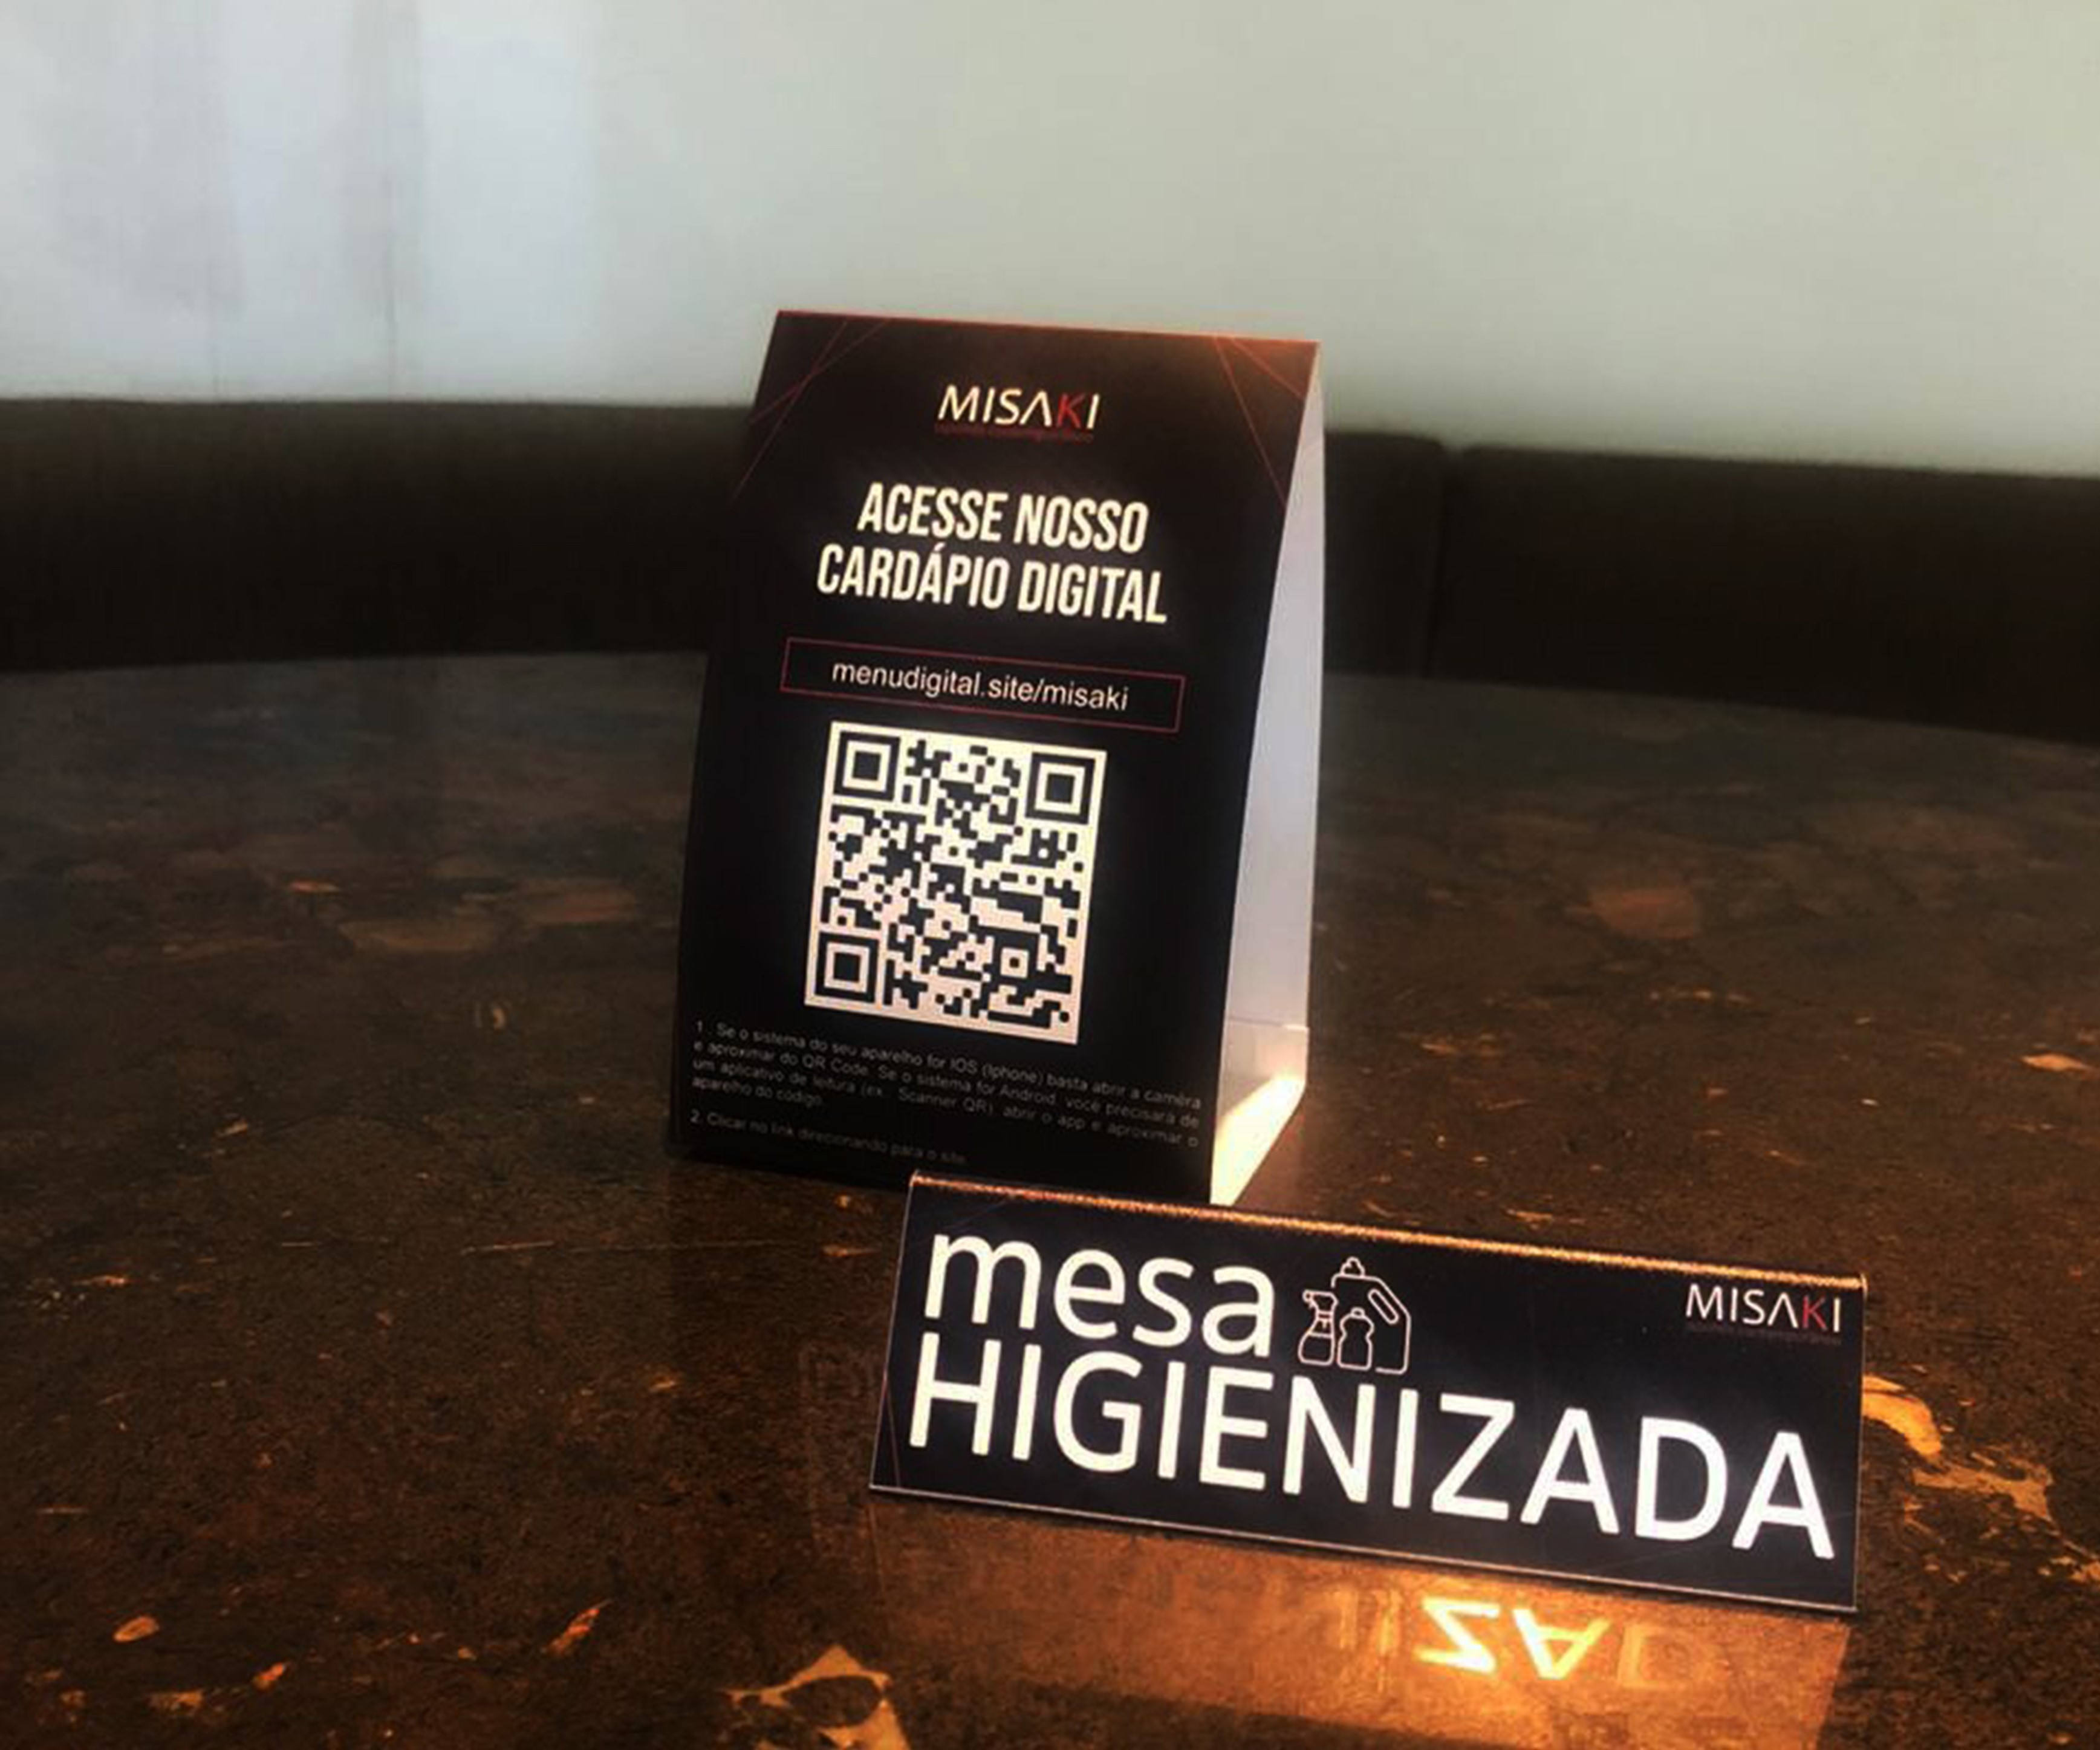 MISAKI
ACESSE NOSSO
CARDÁPIO DIGITAL
menudigital.site/misaki
1. Se o sistema do seu aparelho for IOS (Iphone) basta abrir a camêra
e aproximar do QR Code. Se o sistema for Android, você precisará de
um aplicativo de leitura (ex.: Scanner QR), abrir o app e aproximar o
aparelho do código.
2. Clicar no link direcionando para o site.
mesa
MISAKI
HIGIENIZADA